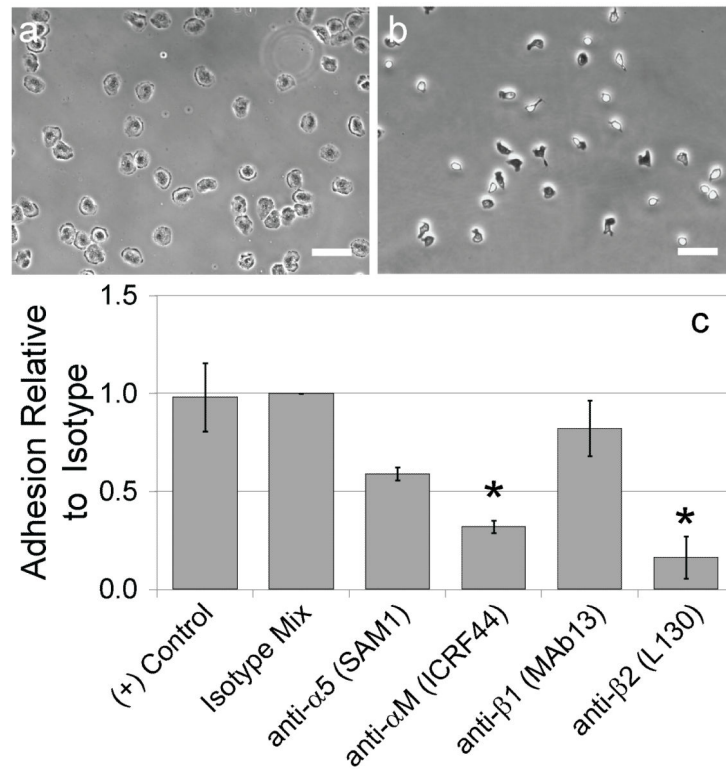 a
b
c
Adhesion Relative
to Isotype
1.5
1.0
0.5
0.0
*
*
(+) Control
Isotype Mix
anti-α5 (SAM1)
anti-αM (ICRF44)
anti-β1 (MAb13)
anti-β2 (L130)